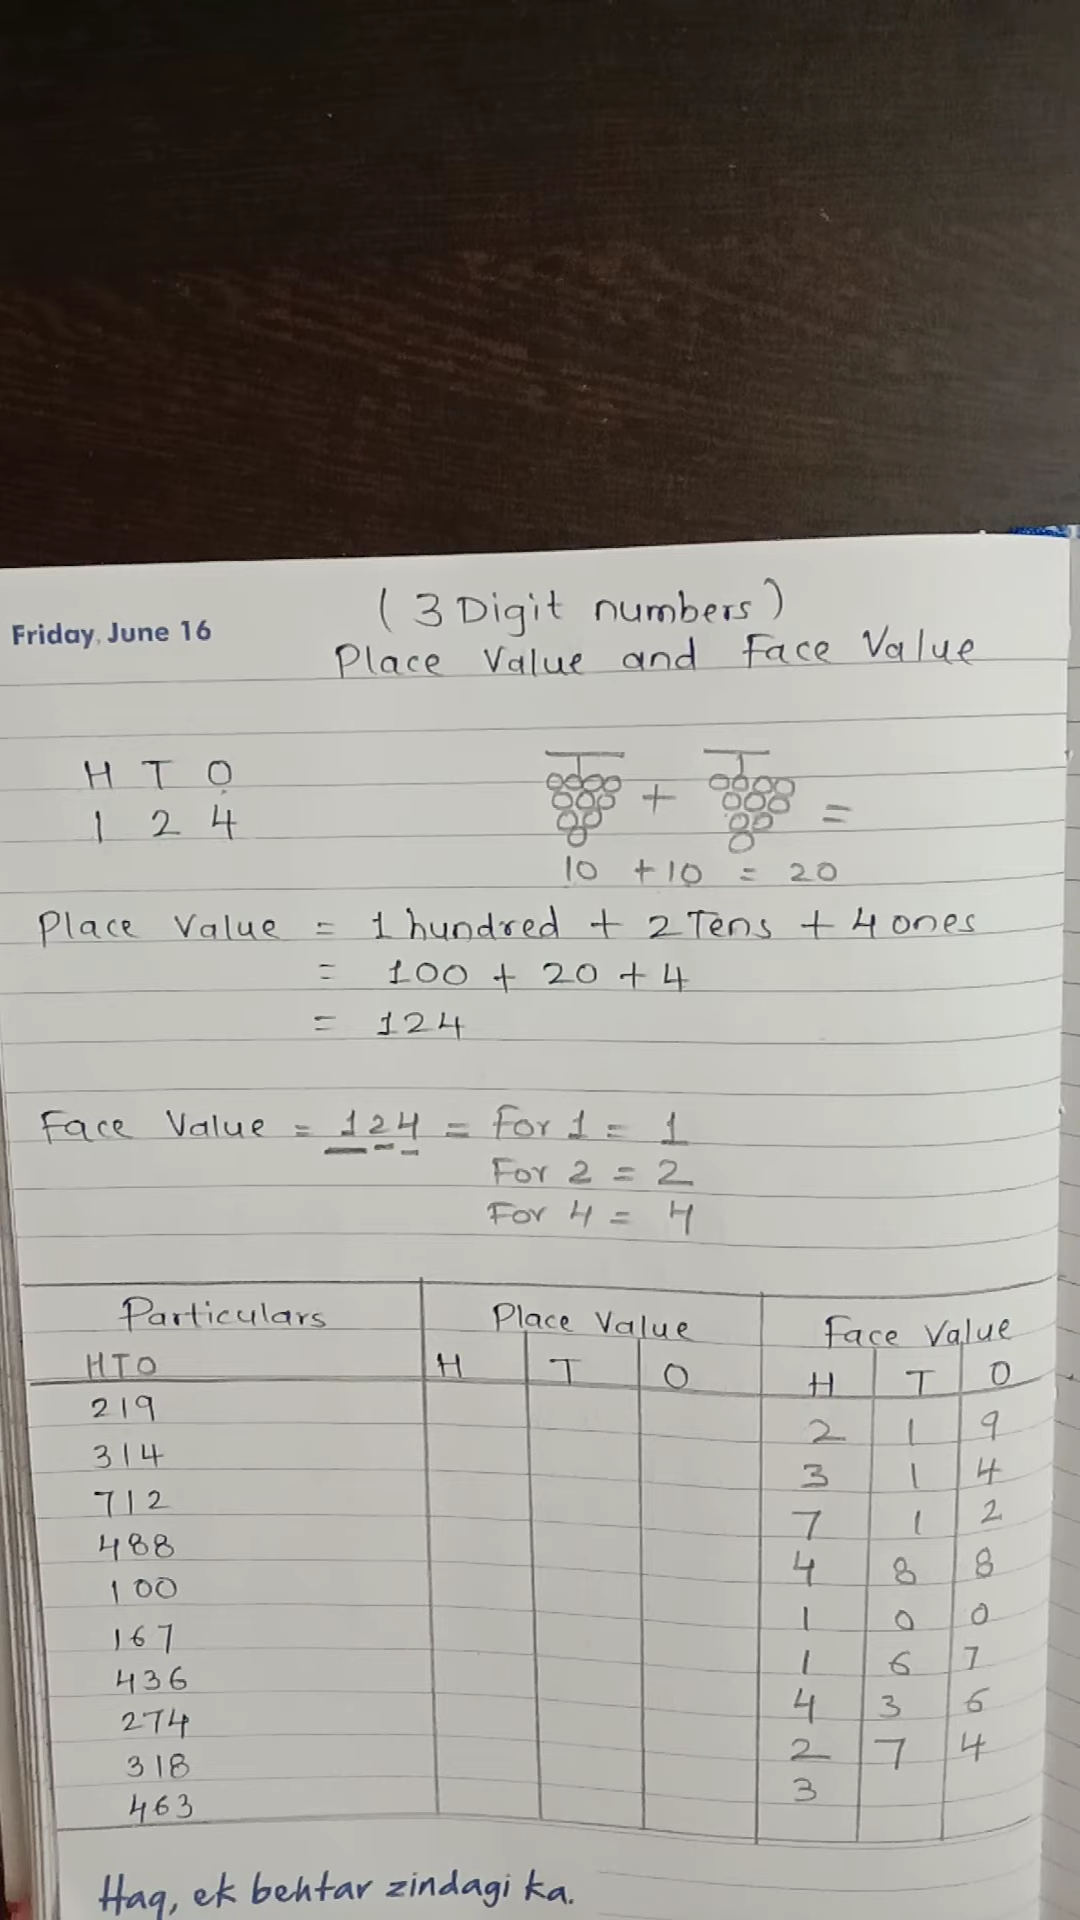 ( 3 Digit numbers )
Friday, June 16
Place Value and Face Value
H T O
1 2 4
+ =
10 + 10 = 20
Place Value = 1 hundred + 2 Tens + 4 ones
= 100 + 20 + 4
= 124
Face Value = 124 = For 1 = 1
For 2 = 2
For 4 = 4
Particulars Place Value Face Value
HTO H T O H T O
219 2 1 9
314 3 1 4
712 7 1 2
488 4 8 8
100 1 0 0
167 1 6 7
436 4 3 6
274 2 7 4
318 3
463
Haq, ek behtar zindagi ka.